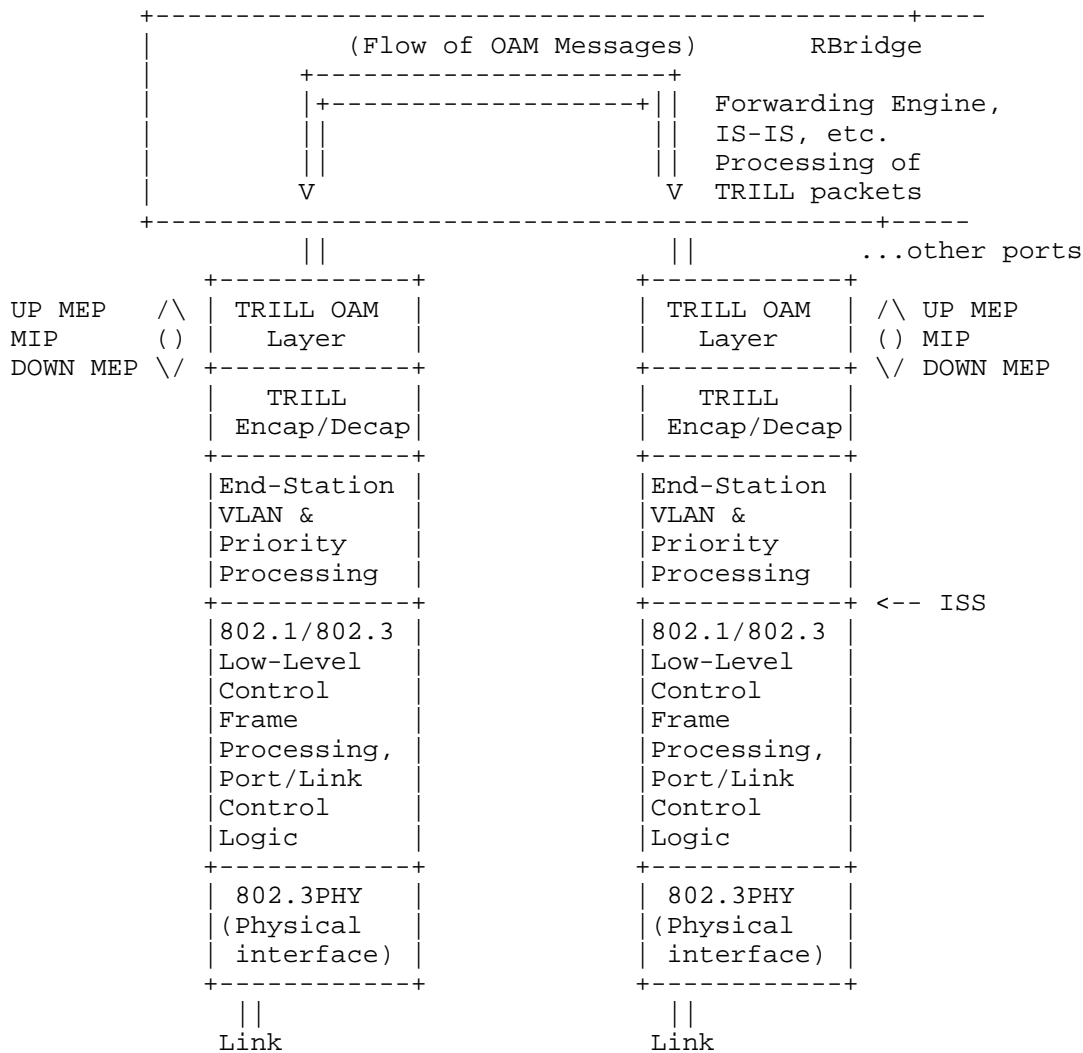 +---------------------------------------------+----
|             (Flow of OAM Messages)       RBridge
|          +----------------------+
|          |+-------------------+||  Forwarding Engine,
|          ||                    ||  IS-IS, etc.
|          ||                    ||  Processing of
|          V                      V  TRILL packets
+---------------------------------------------+-----
||                       ||          ...other ports
+------------+             +------------+
UP MEP   /\ | TRILL OAM  |             | TRILL OAM  | /\ UP MEP
MIP      () |   Layer    |             |   Layer    | () MIP
DOWN MEP \/ +------------+             +------------+ \/ DOWN MEP
|   TRILL    |             |   TRILL    |
| Encap/Decap|             | Encap/Decap|
+------------+             +------------+
|End-Station |             |End-Station |
|VLAN &      |             |VLAN &      |
|Priority    |             |Priority    |
|Processing  |             |Processing  |
+------------+             +------------+ <-- ISS
|802.1/802.3 |             |802.1/802.3 |
|Low-Level   |             |Low-Level   |
|Control     |             |Control     |
|Frame       |             |Frame       |
|Processing, |             |Processing, |
|Port/Link   |             |Port/Link   |
|Control     |             |Control     |
|Logic       |             |Logic       |
+------------+             +------------+
| 802.3PHY   |             | 802.3PHY   |
|(Physical   |             |(Physical   |
| interface) |             | interface) |
+------------+             +------------+
||                         ||
Link                       Link